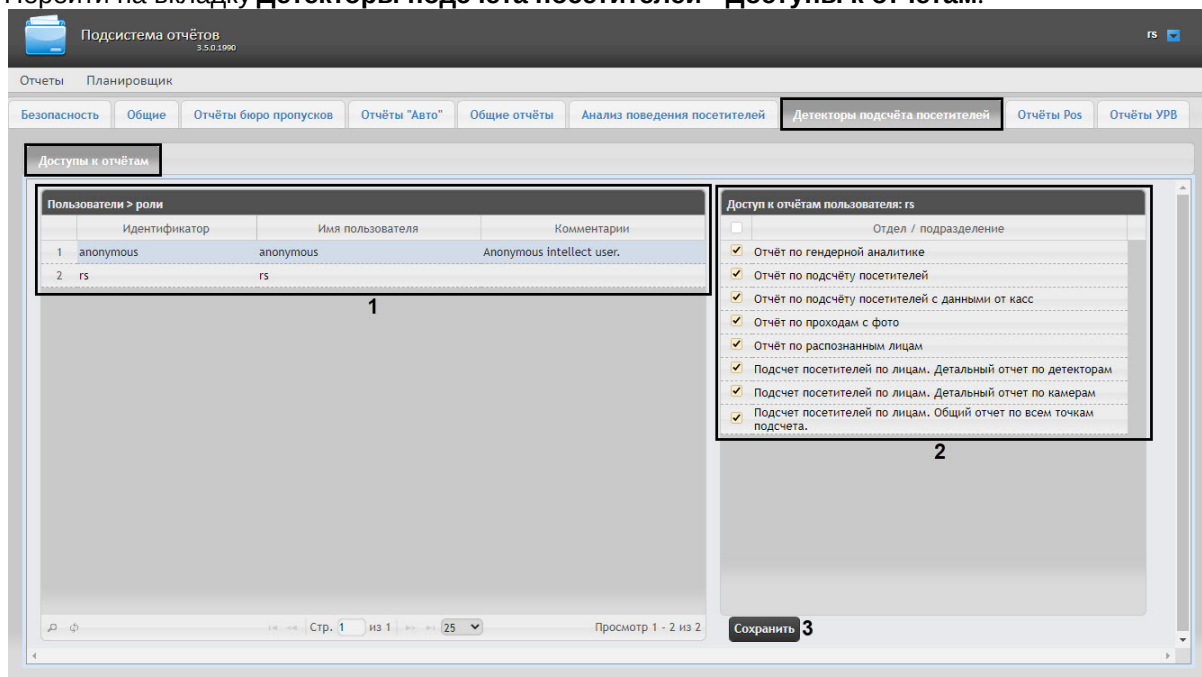 Перейти на вкладку Детекторы подсчета посетителей - Доступы к отчетам.
Подсистема отчётов
3.5.0.1990
rs
Отчеты Планировщик
Безопасность Общие Отчёты бюро пропусков Отчёты "Авто" Общие отчёты Анализ поведения посетителей Детекторы подсчёта посетителей Отчёты Pos Отчёты УРВ
Доступы к отчётам
Пользователи > роли
Идентификатор Имя пользователя Комментарии
1 anonymous anonymous Anonymous intellect user.
2 rs rs
1
Стр. 1 из 1 25 Просмотр 1 - 2 из 2
Доступ к отчётам пользователя: rs
Отдел / подразделение
Отчёт по гендерной аналитике
Отчёт по подсчёту посетителей
Отчёт по подсчёту посетителей с данными от касс
Отчёт по проходам с фото
Отчёт по распознанным лицам
Подсчет посетителей по лицам. Детальный отчет по детекторам
Подсчет посетителей по лицам. Детальный отчет по камерам
Подсчет посетителей по лицам. Общий отчет по всем точкам
подсчета.
2
Сохранить 3